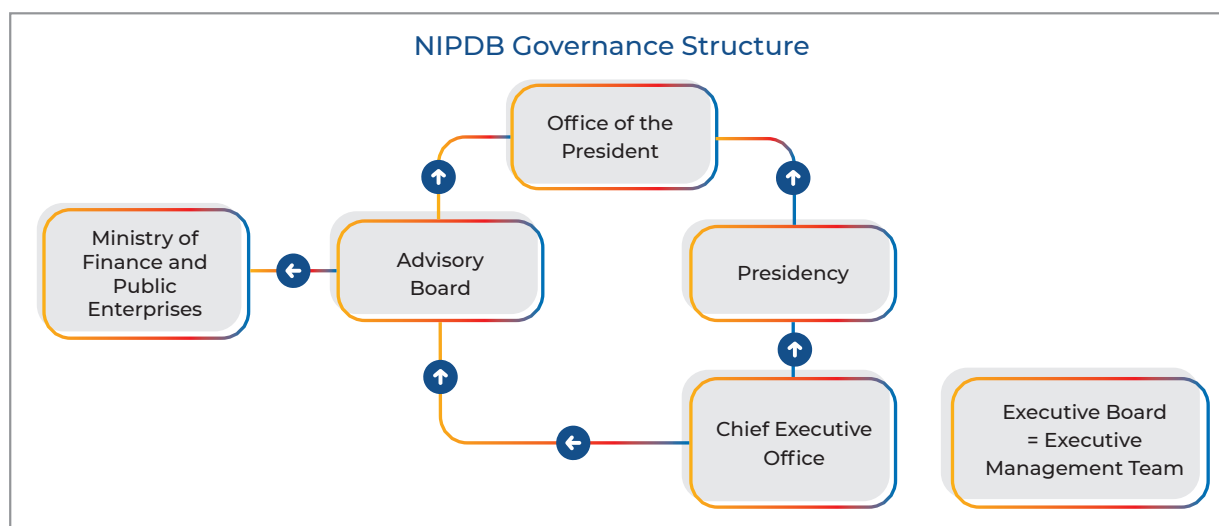 NIPDB Governance Structure
Office of the
President
Ministry of
Finance and
Public
Enterprises
Advisory
Board
Presidency
Chief Executive
Office
Executive Board
= Executive
Management Team